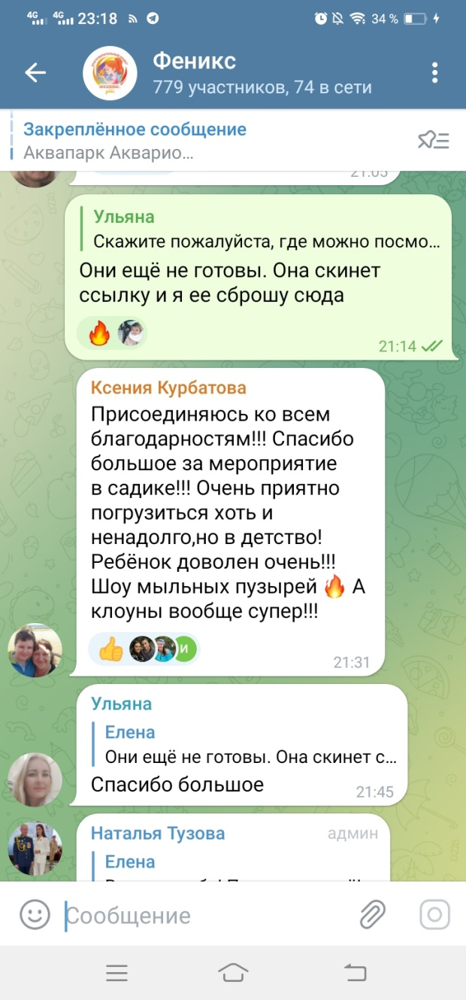 4G 4G 23:18 34 %
Феникс
779 участников, 74 в сети
Закреплённое сообщение
Аквапарк Акварио...
21:05
Ульяна
Скажите пожалуйста, где можно посмо...
Они ещё не готовы. Она скинет
ссылку и я ее сброшу сюда
21:14
Ксения Курбатова
Присоединяюсь ко всем
благодарностям!!! Спасибо
большое за мероприятие
в садике!!! Очень приятно
погрузиться хоть и
ненадолго,но в детство!
Ребёнок доволен очень!!!
Шоу мыльных пузырей 🔥 А
клоуны вообще супер!!!
И
21:31
Ульяна
Елена
Они ещё не готовы. Она скинет с...
Спасибо большое
21:45
Наталья Тузова админ
Елена
Сообщение